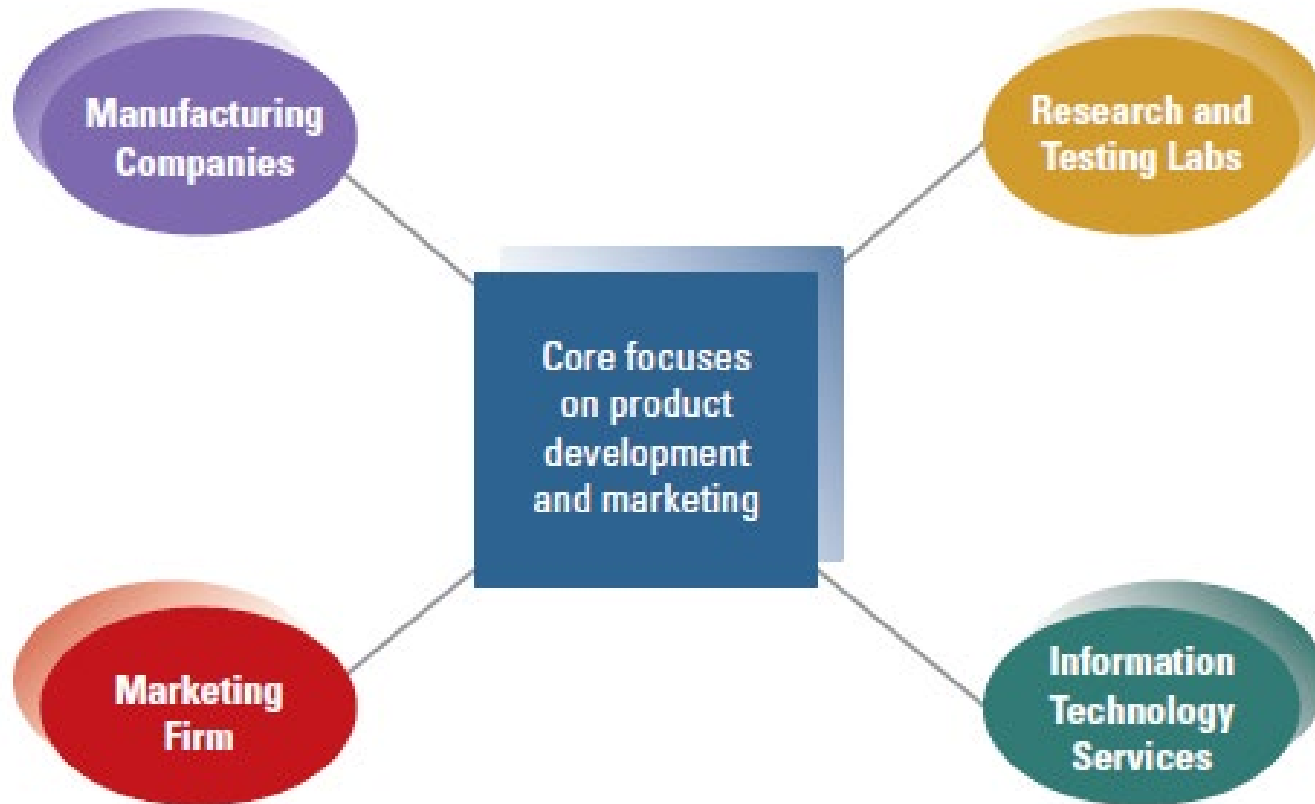 Manufacturing
Companies
Research and
Testing Labs
Core focuses
on product
development
and marketing
Marketing
Firm
Information
Technology
Services